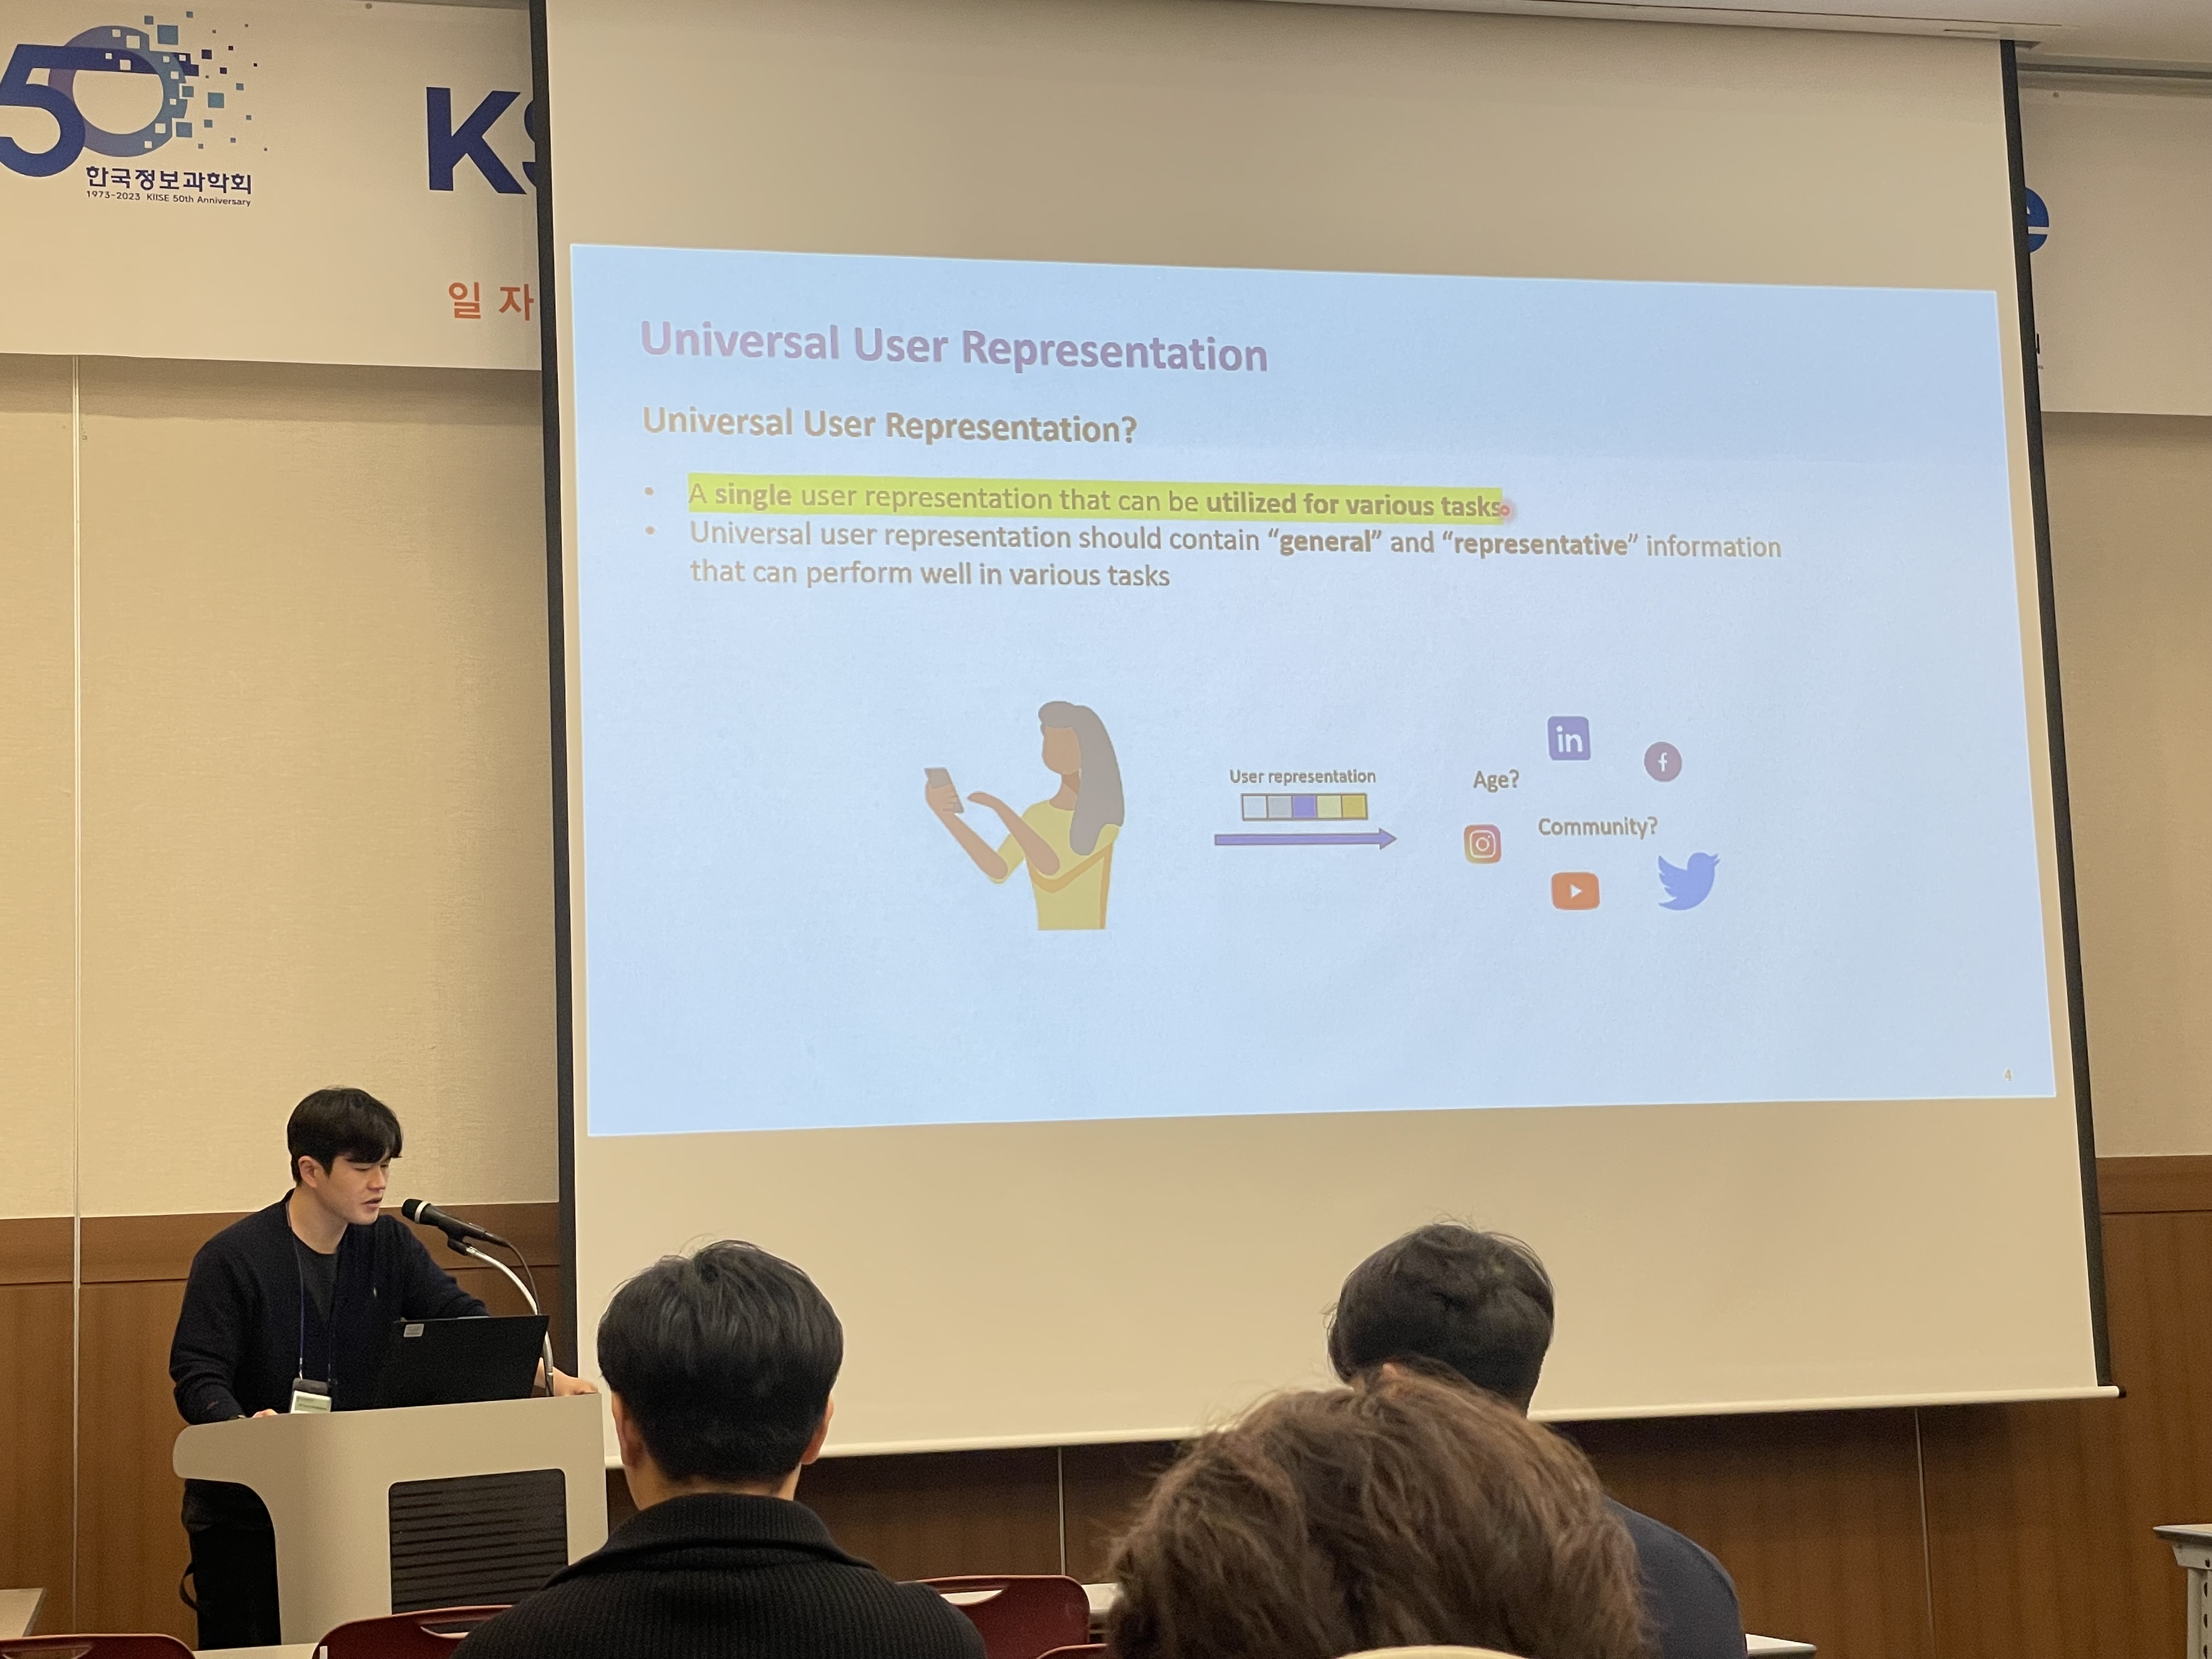 50
한국정보과학회
1973-2023 KIISE 50th Anniversary
일 자
Universal User Representation
Universal User Representation?
• A single user representation that can be utilized for various tasks
• Universal user representation should contain “general” and “representative” information
that can perform well in various tasks
User representation
Age?
in
f
Community?
4